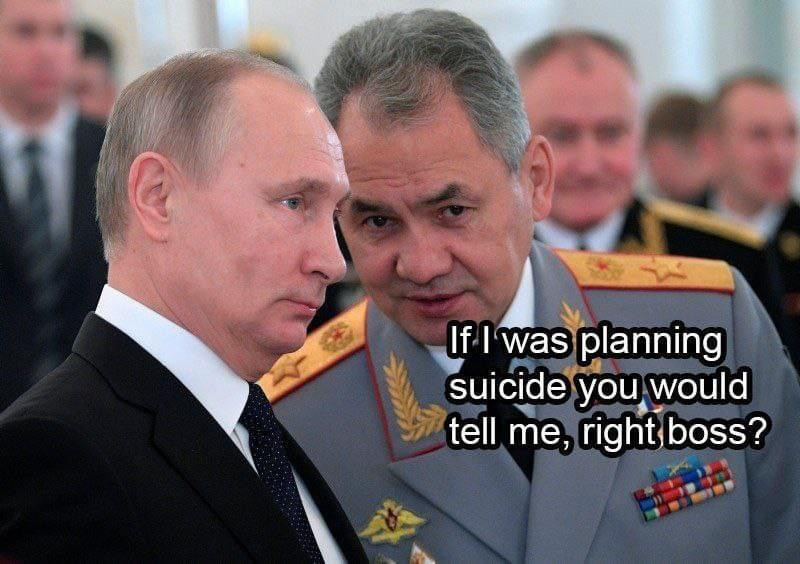 If I was planning
suicide you would
tell me, right boss?